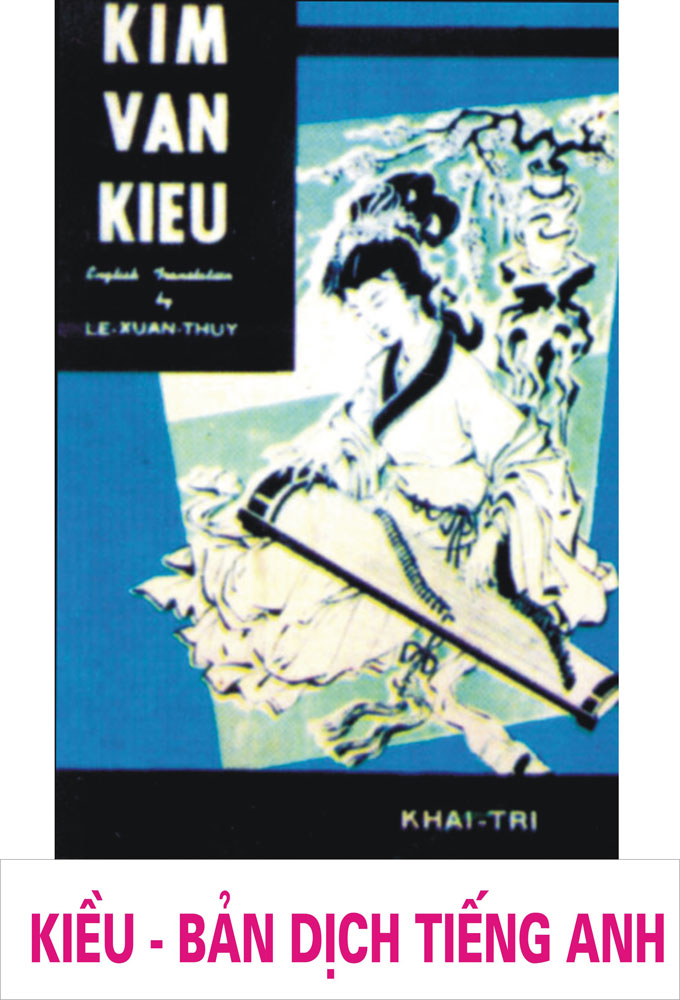 KIM
VAN
KIEU
English Translation
by
LE-XUAN-THUY
KHAI-TRI
KIỀU - BẢN DỊCH TIẾNG ANH